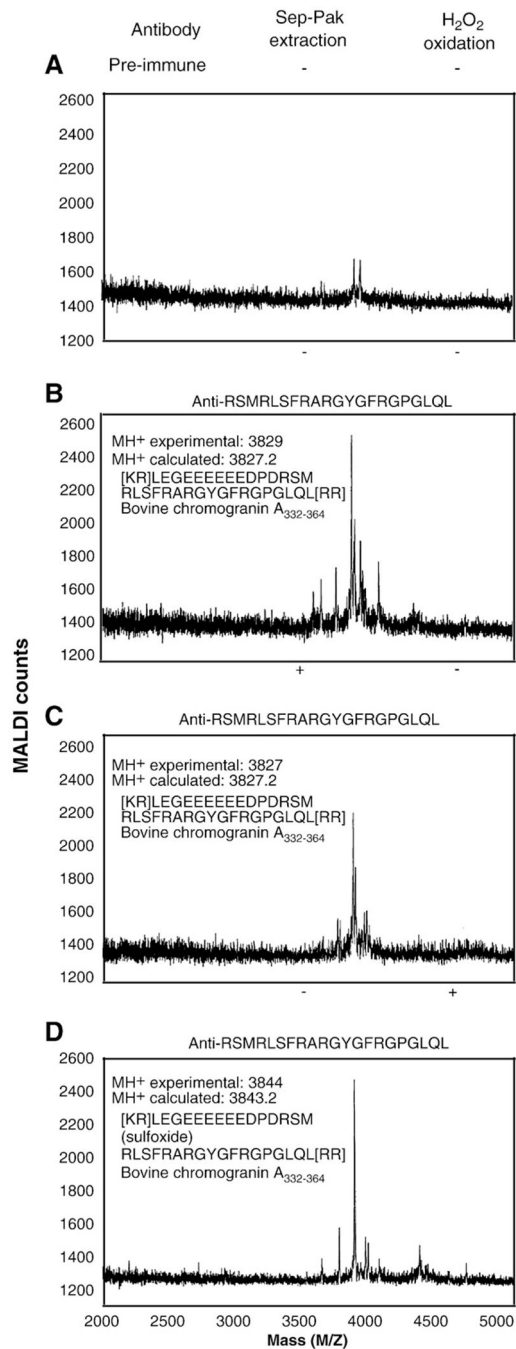 Antibody Sep-Pak extraction H₂O₂ oxidation
A Pre-immune - -
2600
2400
2200
2000
1800
1600
1400
1200
- -
B Anti-RSMRLSFRARGYGFRGPGLQL
2600
2400
2200
2000
1800
1600
1400
1200
MH+ experimental: 3829
MH+ calculated: 3827.2
[KR]LEGEEEEEEDPDRSM
RLSFRARGYGFRGPGLQL[RR]
Bovine chromogranin A₃₃₂₋₃₆₄
+ -
MALDI counts
C Anti-RSMRLSFRARGYGFRGPGLQL
2600
2400
2200
2000
1800
1600
1400
1200
MH+ experimental: 3827
MH+ calculated: 3827.2
[KR]LEGEEEEEEDPDRSM
RLSFRARGYGFRGPGLQL[RR]
Bovine chromogranin A₃₃₂₋₃₆₄
- +
D Anti-RSMRLSFRARGYGFRGPGLQL
2600
2400
2200
2000
1800
1600
1400
1200
MH+ experimental: 3844
MH+ calculated: 3843.2
[KR]LEGEEEEEEDPDRSM
(sulfoxide)
RLSFRARGYGFRGPGLQL[RR]
Bovine chromogranin A₃₃₂₋₃₆₄
2000 2500 3000 3500 4000 4500 5000
Mass (M/Z)